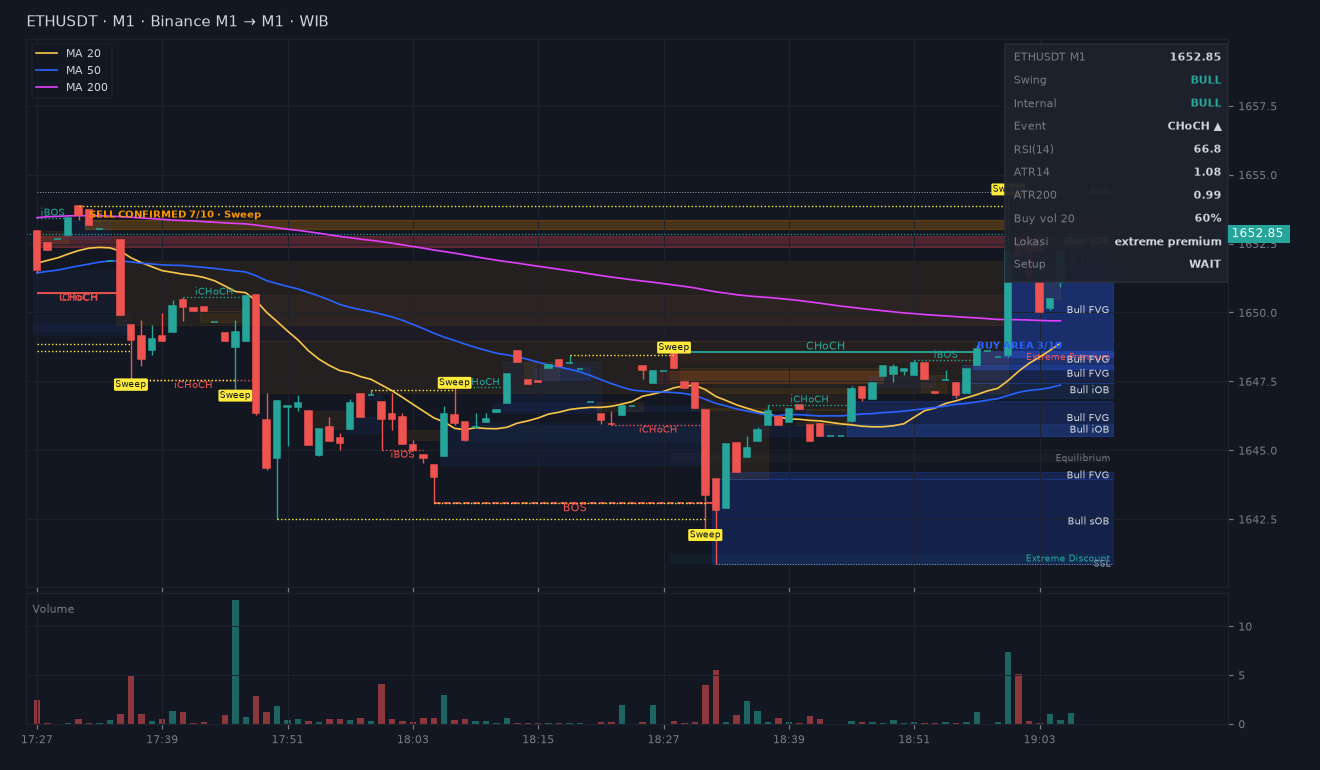 ETHUSDT · M1 · Binance M1 → M1 · WIB
MA 20
MA 50
MA 200
ETHUSDT M1 1652.85
Swing BULL
Internal BULL
Event CHoCH ▲
RSI(14) 66.8
ATR14 1.08
ATR200 0.99
Buy vol 20 60%
Lokasi extreme premium
Setup WAIT
1657.5
1655.0
1652.85
1652.5
1650.0
1647.5
1645.0
1642.5
iBOS
SELL CONFIRMED 7/10 · Sweep
iCHoCH
Bull FVG
CHoCH
BUY AREA 3/10
Sweep
iBOS
Bull FVG
Bull FVG
Sweep
iCHoCH
Sweep
Sweep
Bull iOB
iCHoCH
Bull FVG
iCHoCH
Bull iOB
iBOS
Equilibrium
Bull FVG
BOS
Bull sOB
Sweep
Extreme Discount
Volume
10
5
0
17:27
17:39
17:51
18:03
18:15
18:27
18:39
18:51
19:03